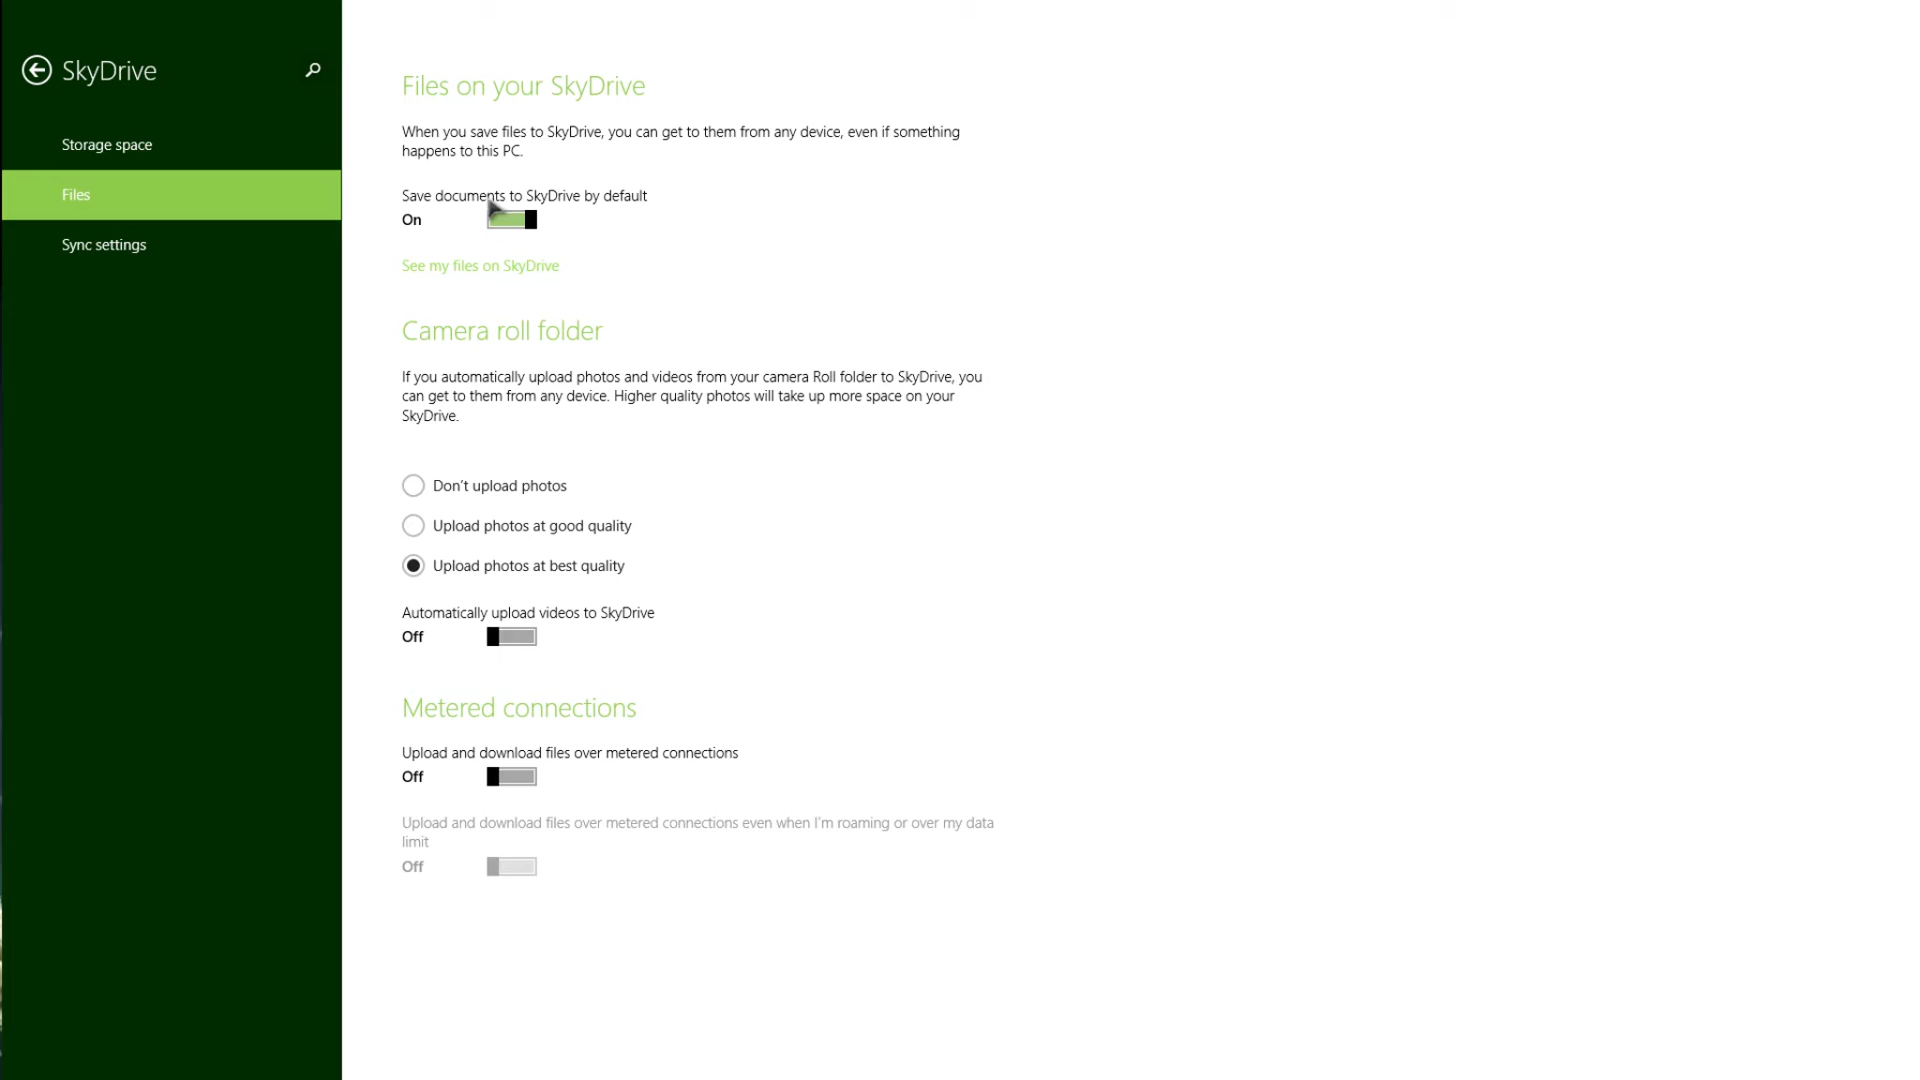 SkyDrive
Storage space
Files
Sync settings
Files on your SkyDrive
When you save files to SkyDrive, you can get to them from any device, even if something
happens to this PC.
Save documents to SkyDrive by default
On
See my files on SkyDrive
Camera roll folder
If you automatically upload photos and videos from your camera Roll folder to SkyDrive, you
can get to them from any device. Higher quality photos will take up more space on your
SkyDrive.
Don't upload photos
Upload photos at good quality
Upload photos at best quality
Automatically upload videos to SkyDrive
Off
Metered connections
Upload and download files over metered connections
Off
Upload and download files over metered connections even when I'm roaming or over my data
limit
Off